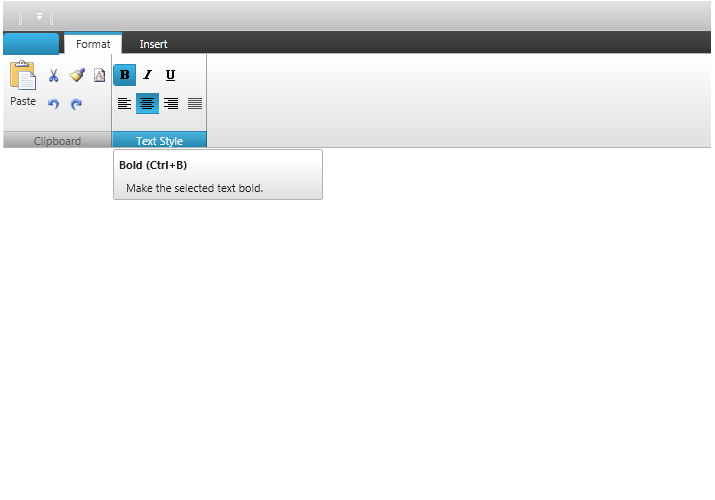 Format Insert
Paste
B I U
Clipboard Text Style
Bold (Ctrl+B)
Make the selected text bold.